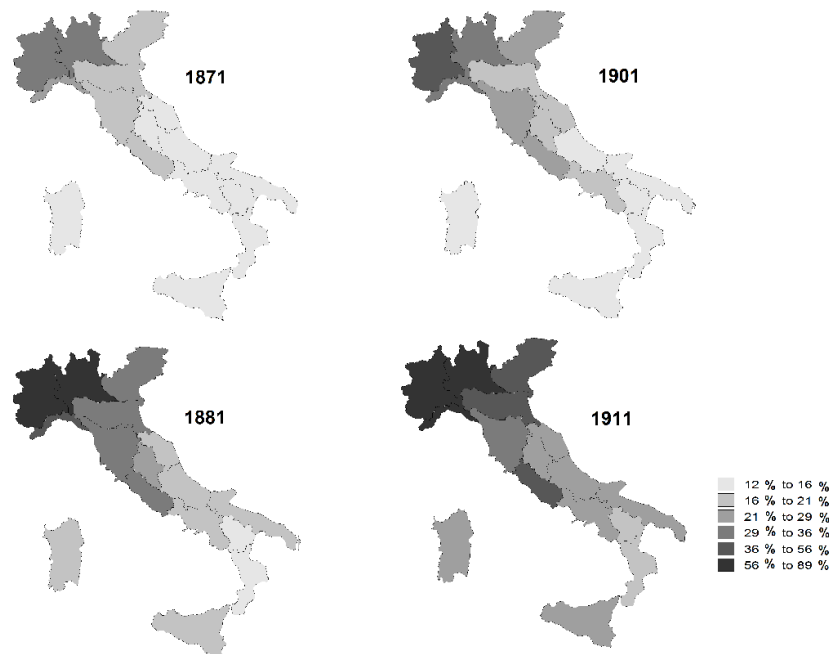 1871
1901
1881
1911
12 % to 16 %
16 % to 21 %
21 % to 29 %
29 % to 36 %
36 % to 56 %
56 % to 89 %